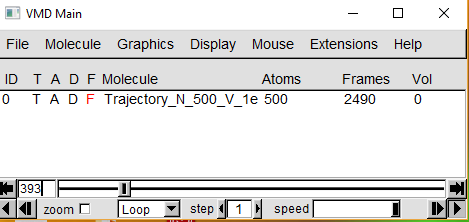 VMD Main
File Molecule Graphics Display Mouse Extensions Help
ID T A D F Molecule Atoms Frames Vol
0 T A D F Trajectory_N_500_V_1e 500 2490 0
393
zoom Loop step 1 speed